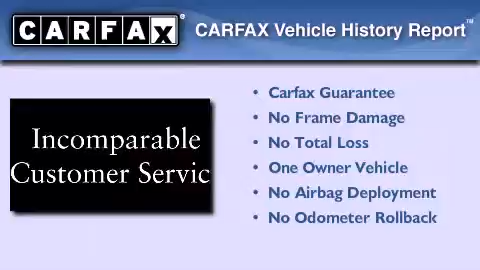 CARFAX® CARFAX Vehicle History Report™
Incomparable
Customer Servic
• Carfax Guarantee
• No Frame Damage
• No Total Loss
• One Owner Vehicle
• No Airbag Deployment
• No Odometer Rollback